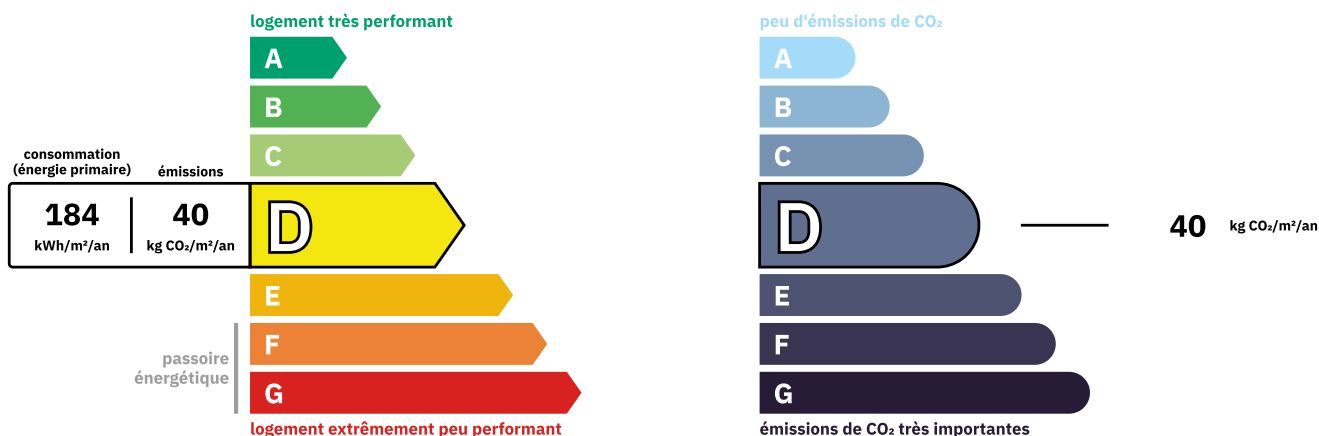 logement très performant
A
B
C
consommation
(énergie primaire)
émissions
184
kWh/m²/an
40
kg CO₂/m²/an
D
E
F
G
passoire
énergétique
logement extrêmement peu performant
peu d'émissions de CO₂
A
B
C
D
40
kg CO₂/m²/an
E
F
G
émissions de CO₂ très importantes